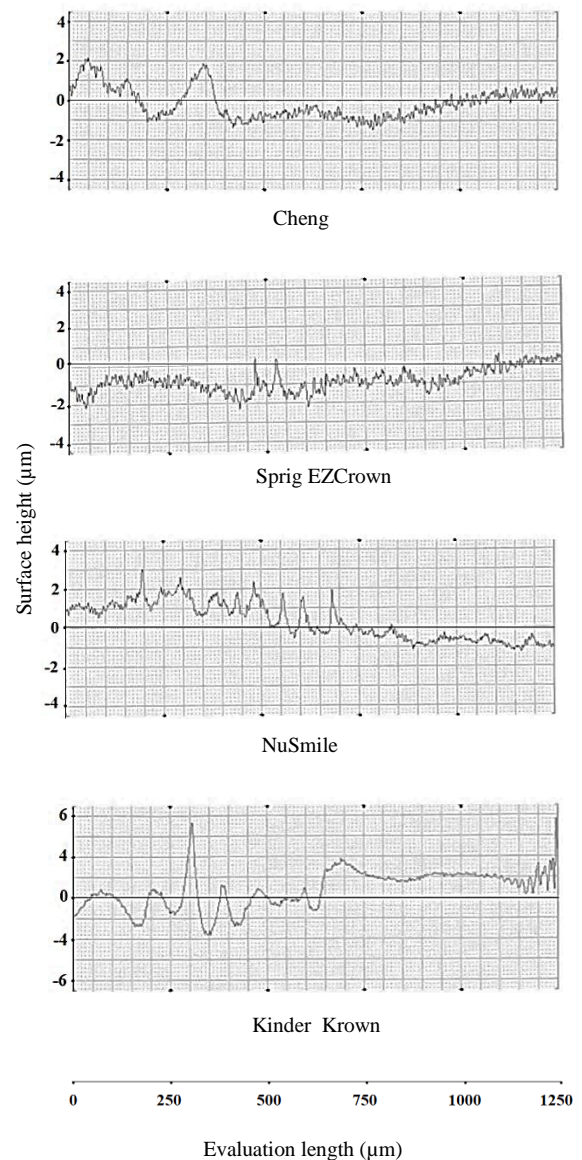 4
2
0
-2
-4
Cheng
4
2
0
-2
-4
Sprig EZCrown
Surface height (µm)
4
2
0
-2
-4
NuSmile
6
4
0
-4
-6
Kinder Krown
0 250 500 750 1000 1250
Evaluation length (µm)